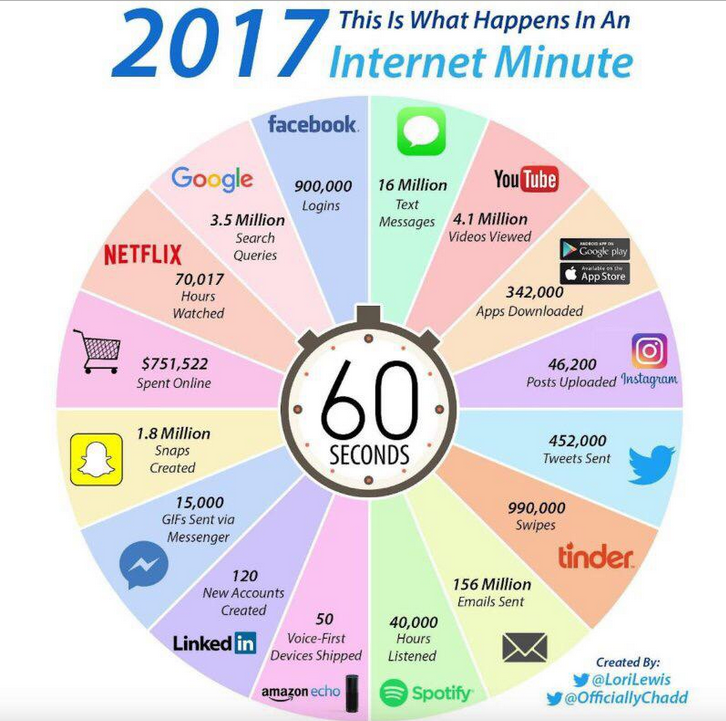 2017 This Is What Happens In An
Internet Minute
facebook
900,000
Logins
16 Million
Text
Messages
YouTube
4.1 Million
Videos Viewed
ANDROID APP ON
Google play
Available on the
App Store
342,000
Apps Downloaded
46,200
Posts Uploaded
Instagram
452,000
Tweets Sent
990,000
Swipes
tinder
156 Million
Emails Sent
40,000
Hours
Listened
Spotify
50
Voice-First
Devices Shipped
amazon echo
120
New Accounts
Created
Linked in
15,000
GIFs Sent via
Messenger
1.8 Million
Snaps
Created
$751,522
Spent Online
NETFLIX
70,017
Hours
Watched
Google
3.5 Million
Search
Queries
60
SECONDS
Created By:
@LoriLewis
@OfficiallyChadd